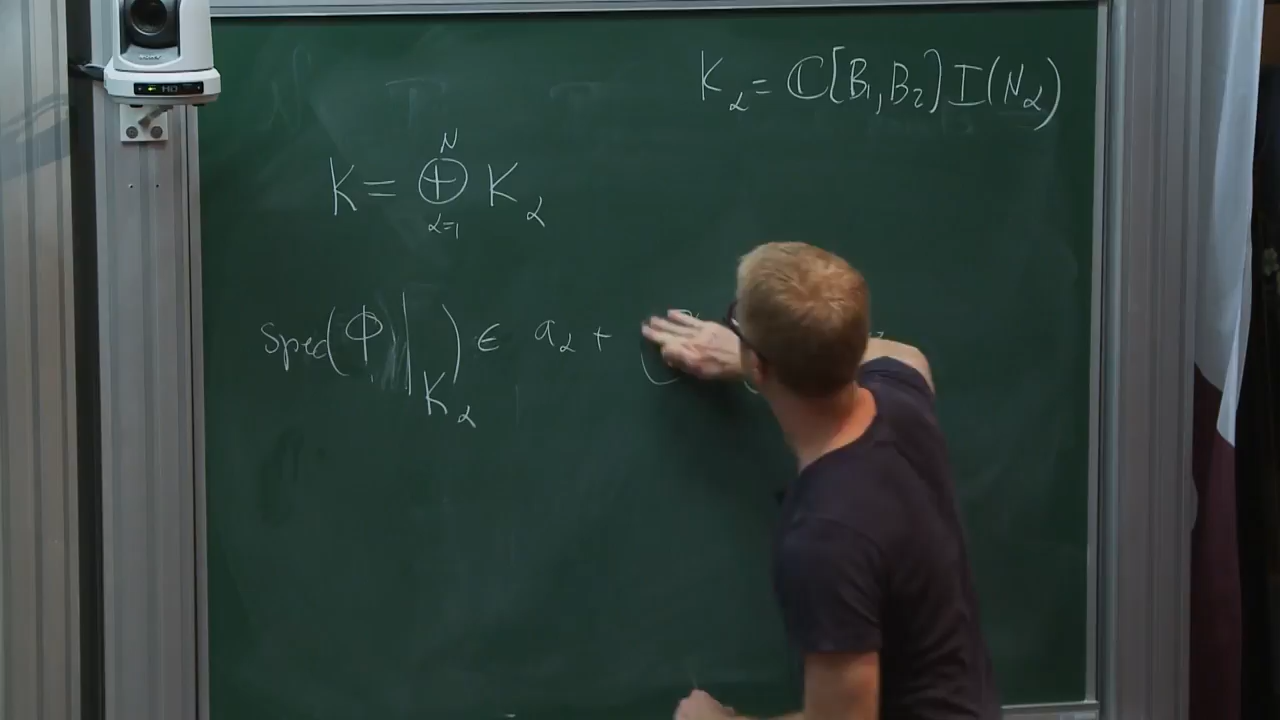 K_α = ℂ[B₁, B₂] I(N_α)
K = ⊕_{α=1}^{N} K_α
Spec(Φ|_{K_α}) ∈ a_α +